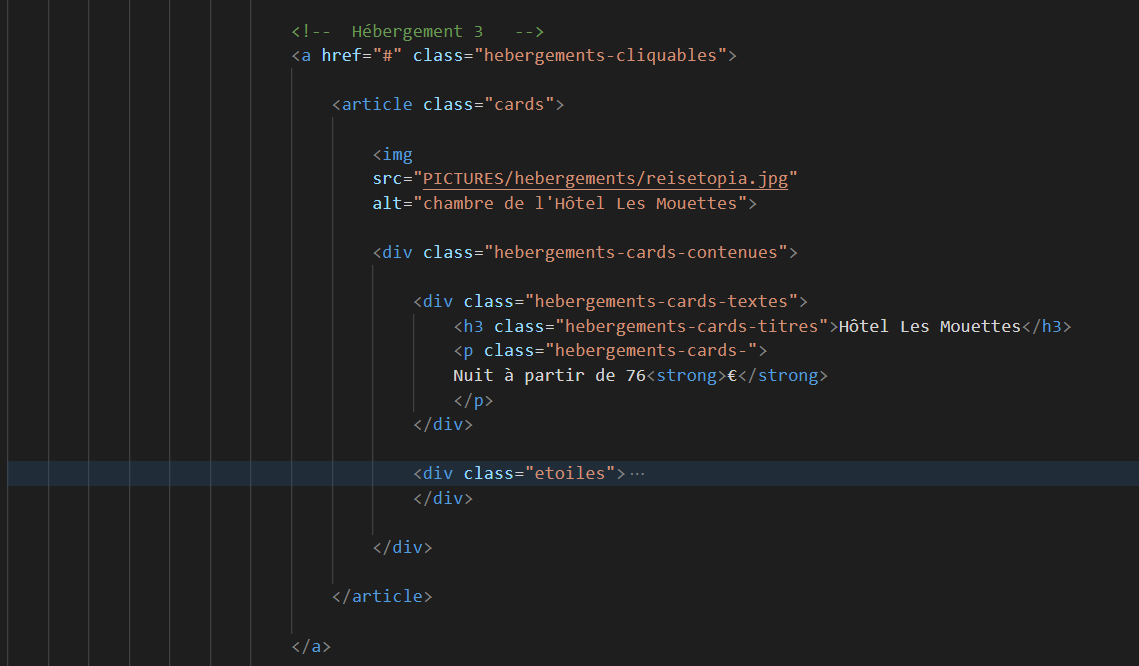 <!--  Hébergement 3   -->
<a href="#" class="hebergements-cliquables">
<article class="cards">
<img
src="PICTURES/hebergements/reisetopia.jpg"
alt="chambre de l'Hôtel Les Mouettes">
<div class="hebergements-cards-contenues">
<div class="hebergements-cards-textes">
<h3 class="hebergements-cards-titres">Hôtel Les Mouettes</h3>
<p class="hebergements-cards-">
Nuit à partir de 76<strong>€</strong>
</p>
</div>
<div class="etoiles">···
</div>
</div>
</article>
</a>